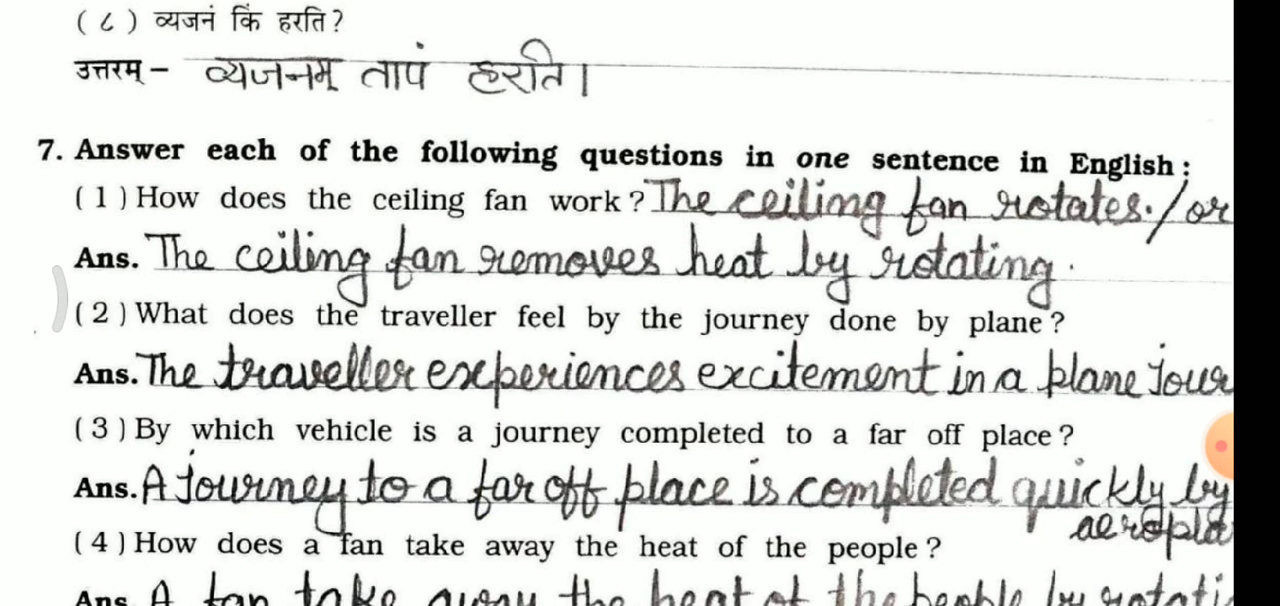 ( ८ ) व्यजनं किं हरति?
उत्तरम् – व्यजनम् तापं हरति।
7. Answer each of the following questions in one sentence in English :
( 1 ) How does the ceiling fan work ? The ceiling fan rotates./or
Ans. The ceiling fan removes heat by rotating.
( 2 ) What does the traveller feel by the journey done by plane ?
Ans. The traveller experiences excitement in a plane jour
( 3 ) By which vehicle is a journey completed to a far off place ?
Ans. A journey to a far off place is completed quickly by
aeropla
( 4 ) How does a fan take away the heat of the people ?
Ans. A fan take away the heat of the people by rotati